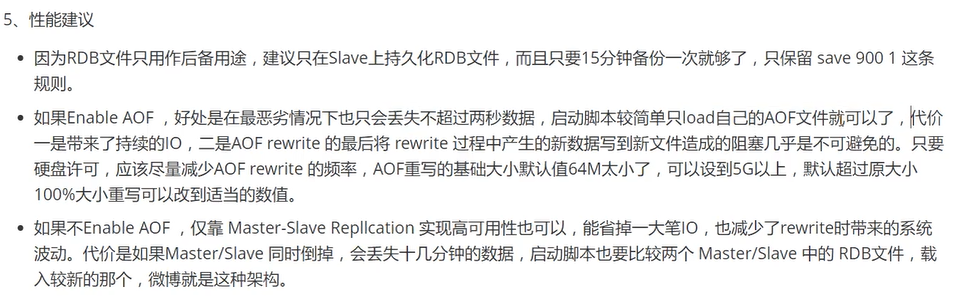 5、性能建议
因为RDB文件只用作后备用途，建议只在Slave上持久化RDB文件，而且只要15分钟备份一次就够了，只保留 save 900 1 这条
规则。
如果Enable AOF ，好处是在最恶劣情况下也只会丢失不超过两秒数据，启动脚本较简单只load自己的AOF文件就可以了，代价
一是带来了持续的IO，二是AOF rewrite 的最后将 rewrite 过程中产生的新数据写到新文件造成的阻塞几乎是不可避免的。只要
硬盘许可，应该尽量减少AOF rewrite 的频率，AOF重写的基础大小默认值64M太小了，可以设到5G以上，默认超过原大小
100%大小重写可以改到适当的数值。
如果不Enable AOF ，仅靠 Master-Slave Repllcation 实现高可用性也可以，能省掉一大笔IO，也减少了rewrite时带来的系统
波动。代价是如果Master/Slave 同时倒掉，会丢失十几分钟的数据，启动脚本也要比较两个 Master/Slave 中的 RDB文件，载
入较新的那个，微博就是这种架构。